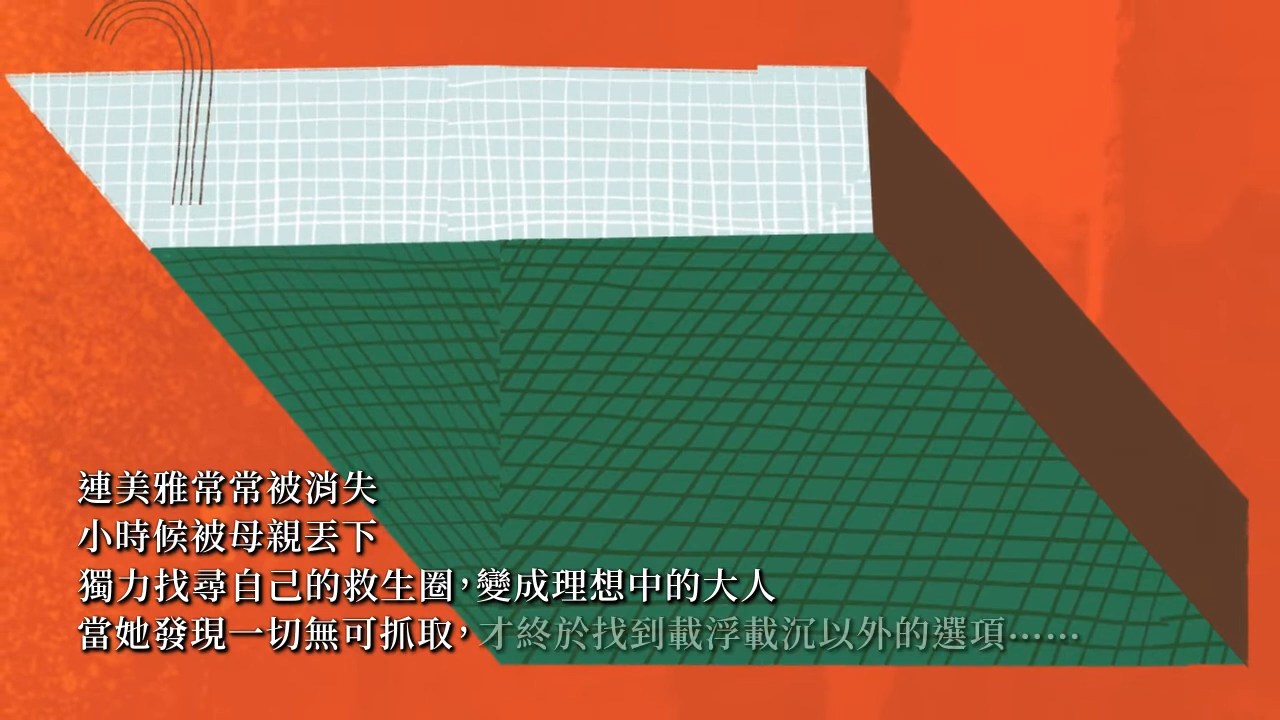 連美雅常常被消失
小時候被母親丟下
獨力找尋自己的救生圈，變成理想中的大人
當她發現一切無可抓取，才終於找到載浮載沉以外的選項⋯⋯